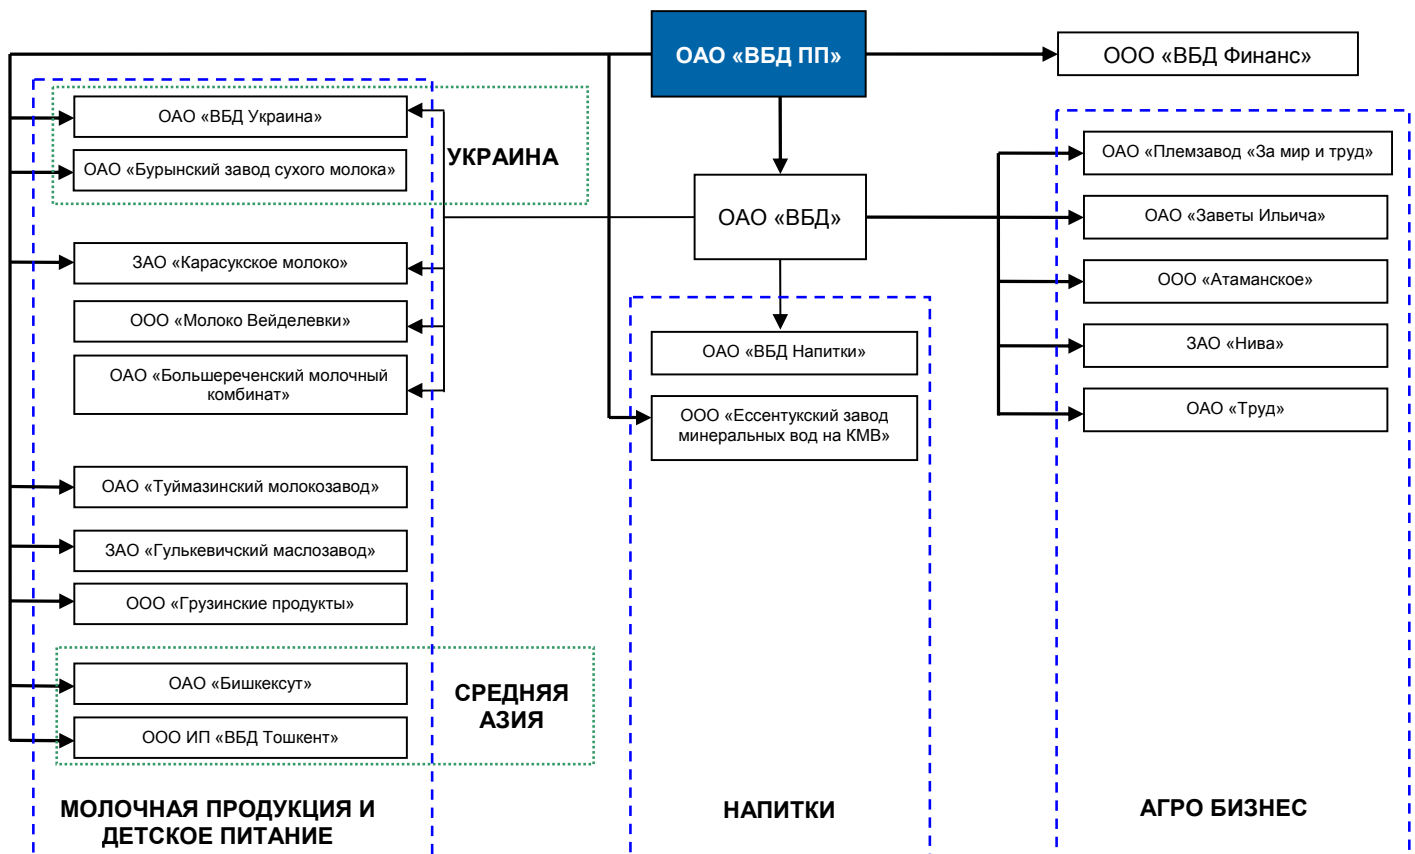 ОАО «ВБД ПП»
ООО «ВБД Финанс»
ОАО «ВБД Украина»
ОАО «Бурынский завод сухого молока»
УКРАИНА
ОАО «ВБД»
ОАО «Племзавод «За мир и труд»
ОАО «Заветы Ильича»
ООО «Атаманское»
ЗАО «Нива»
ОАО «Труд»
ЗАО «Карасукское молоко»
ООО «Молоко Вейделевки»
ОАО «Большереченский молочный
комбинат»
ОАО «ВБД Напитки»
ООО «Ессентукский завод
минеральных вод на КМВ»
ОАО «Туймазинский молокозавод»
ЗАО «Гулькевичский маслозавод»
ООО «Грузинские продукты»
ОАО «Бишкексут»
ООО ИП «ВБД Тошкент»
СРЕДНЯЯ
АЗИЯ
МОЛОЧНАЯ ПРОДУКЦИЯ И
ДЕТСКОЕ ПИТАНИЕ
НАПИТКИ
АГРО БИЗНЕС